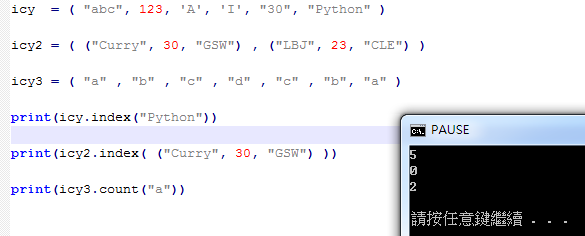 icy  = ( "abc", 123, 'A', 'I', "30", "Python" )
icy2 = ( ("Curry", 30, "GSW") , ("LBJ", 23, "CLE") )
icy3 = ( "a" , "b" , "c" , "d" , "c" , "b", "a" )
print(icy.index("Python"))
print(icy2.index( ("Curry", 30, "GSW") ))
print(icy3.count("a"))
C:\. PAUSE
5
0
2
請按任意鍵繼續 . . .